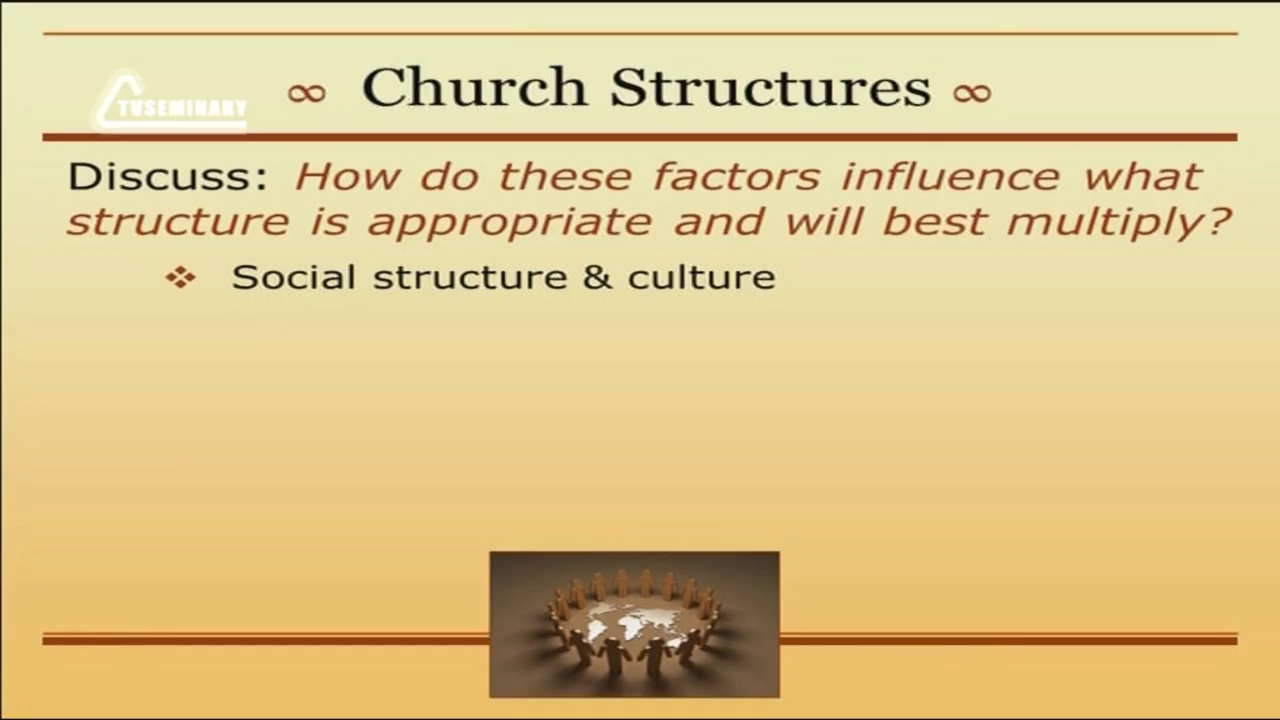 ∞ Church Structures ∞
TVSEMINARY
Discuss: How do these factors influence what
structure is appropriate and will best multiply?
❖ Social structure & culture